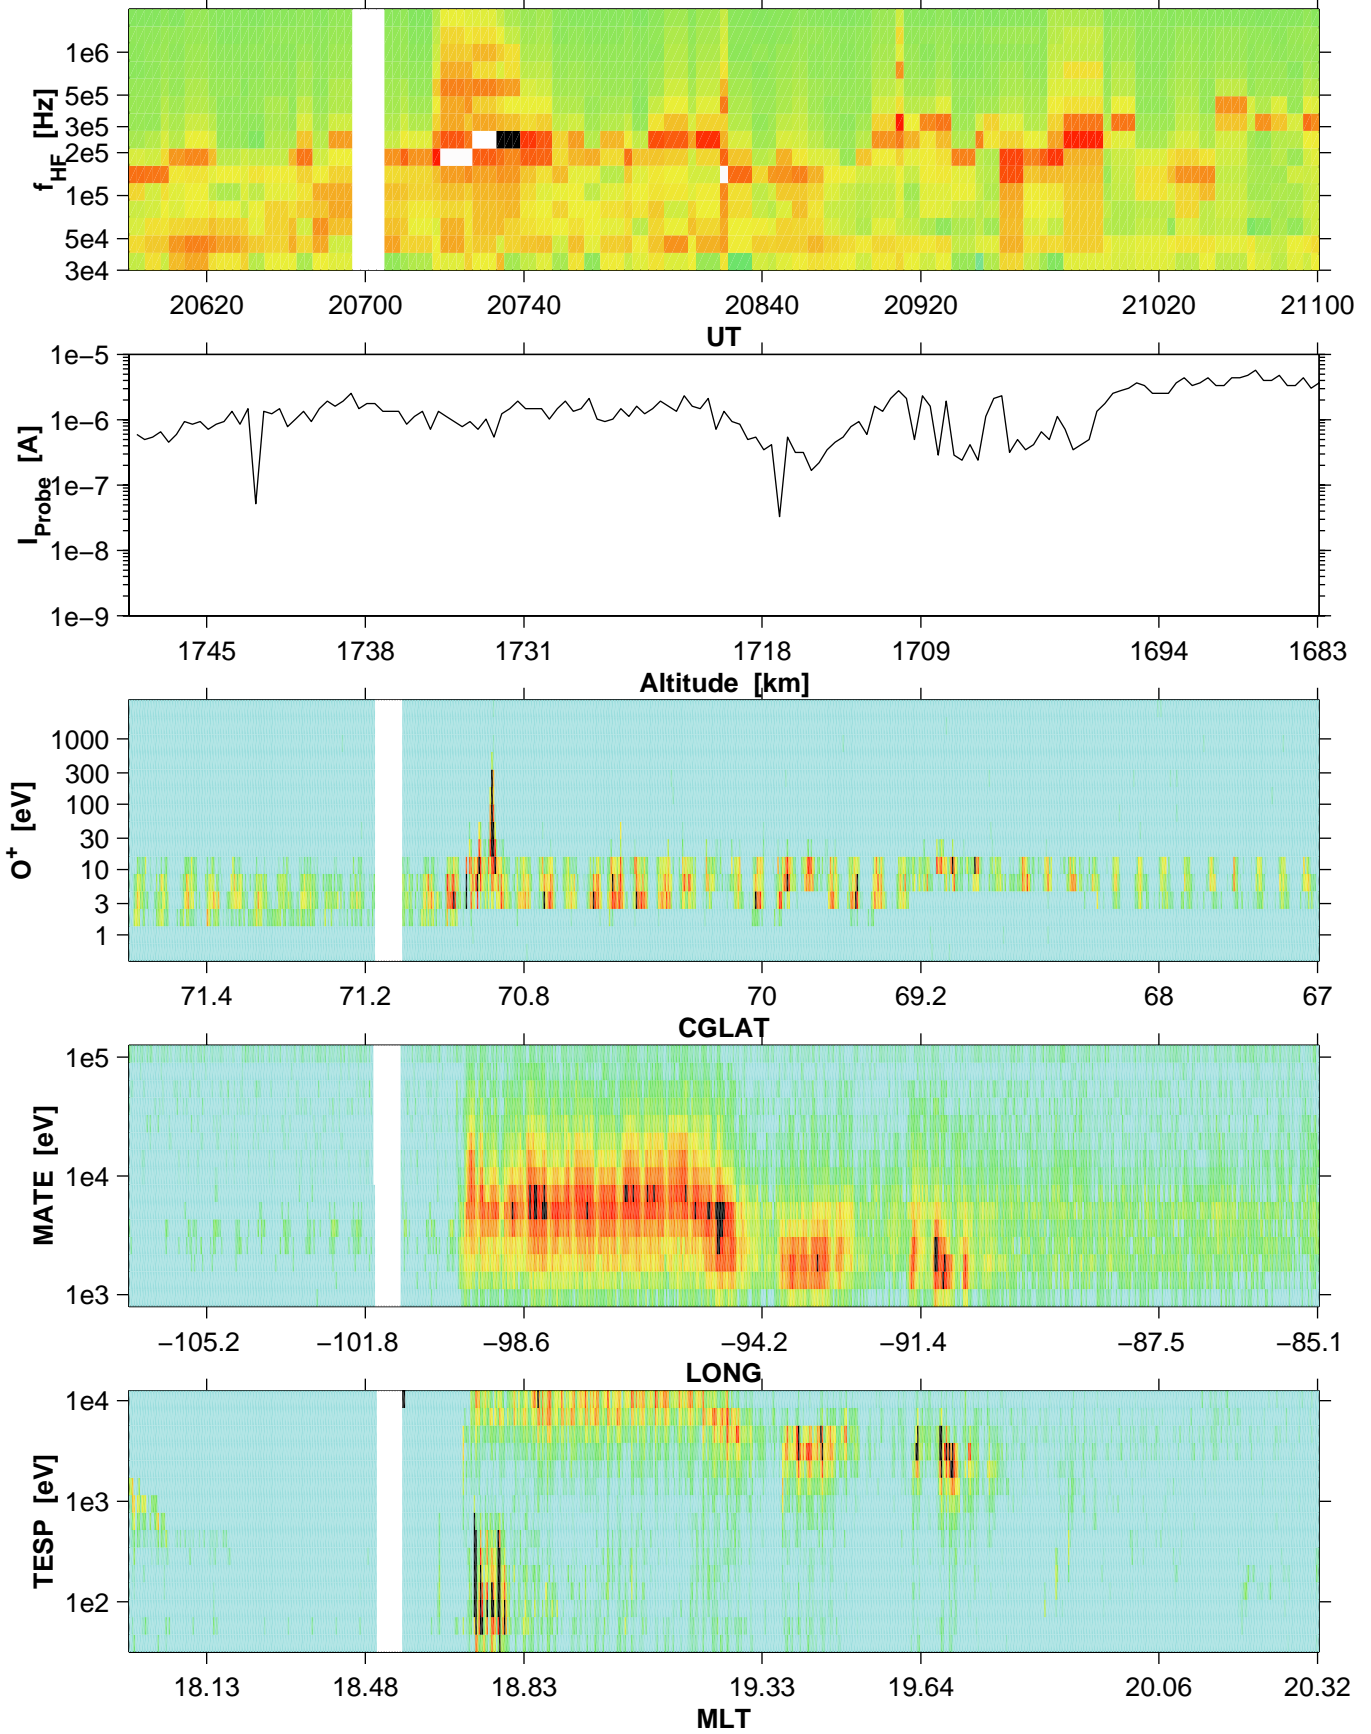 f_HF [Hz]
1e6
5e5
3e5
2e5
1e5
5e4
3e4
20620 20700 20740 20840 20920 21020 21100
UT
I_Probe [A]
1e−5
1e−6
1e−7
1e−8
1e−9
1745 1738 1731 1718 1709 1694 1683
Altitude [km]
O⁺ [eV]
1000
300
100
30
10
3
1
71.4 71.2 70.8 70 69.2 68 67
CGLAT
MATE [eV]
1e5
1e4
1e3
−105.2 −101.8 −98.6 −94.2 −91.4 −87.5 −85.1
LONG
TESP [eV]
1e4
1e3
1e2
18.13 18.48 18.83 19.33 19.64 20.06 20.32
MLT